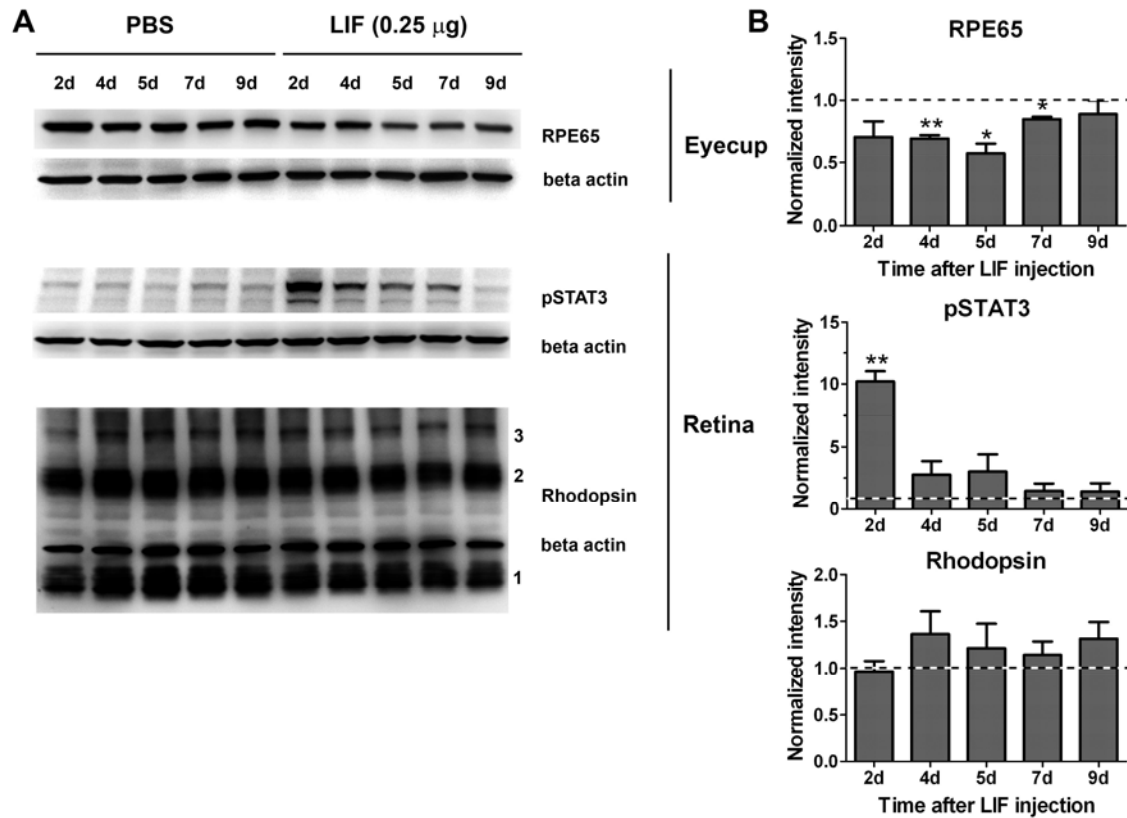 A
PBS LIF (0.25 μg)
2d 4d 5d 7d 9d 2d 4d 5d 7d 9d
RPE65
beta actin
Eyecup
pSTAT3
beta actin
3
2
Rhodopsin
beta actin
1
Retina
B
RPE65
Normalized intensity
1.5
1.0
0.5
0.0
** * *
2d 4d 5d 7d 9d
Time after LIF injection
pSTAT3
Normalized intensity
15
10
5
0
**
2d 4d 5d 7d 9d
Rhodopsin
Normalized intensity
2.0
1.5
1.0
0.5
0.0
2d 4d 5d 7d 9d
Time after LIF injection